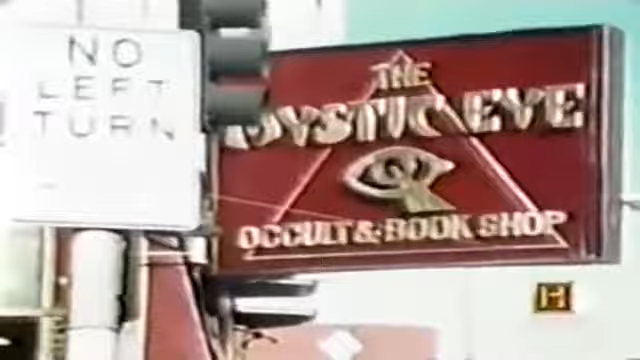 NO
LEFT
TURN
THE
MYSTIC EYE
OCCULT & BOOK SHOP
H